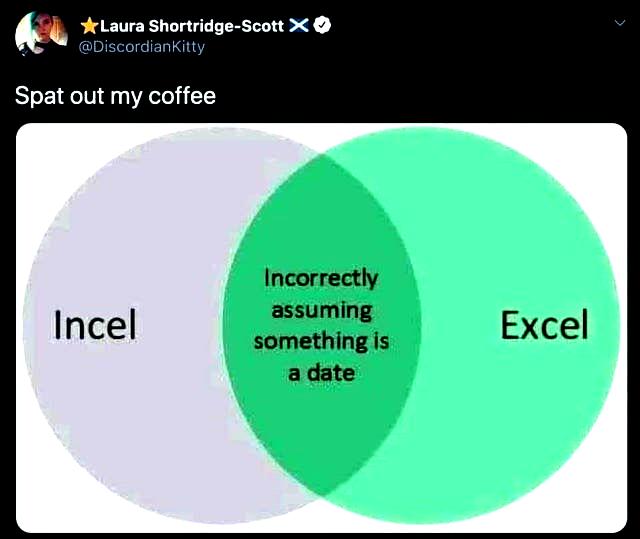 ⭐Laura Shortridge-Scott 🏴󠁧󠁢󠁳󠁣󠁴󠁿
@DiscordianKitty
Spat out my coffee
Incorrectly
assuming
something is
a date
Incel
Excel